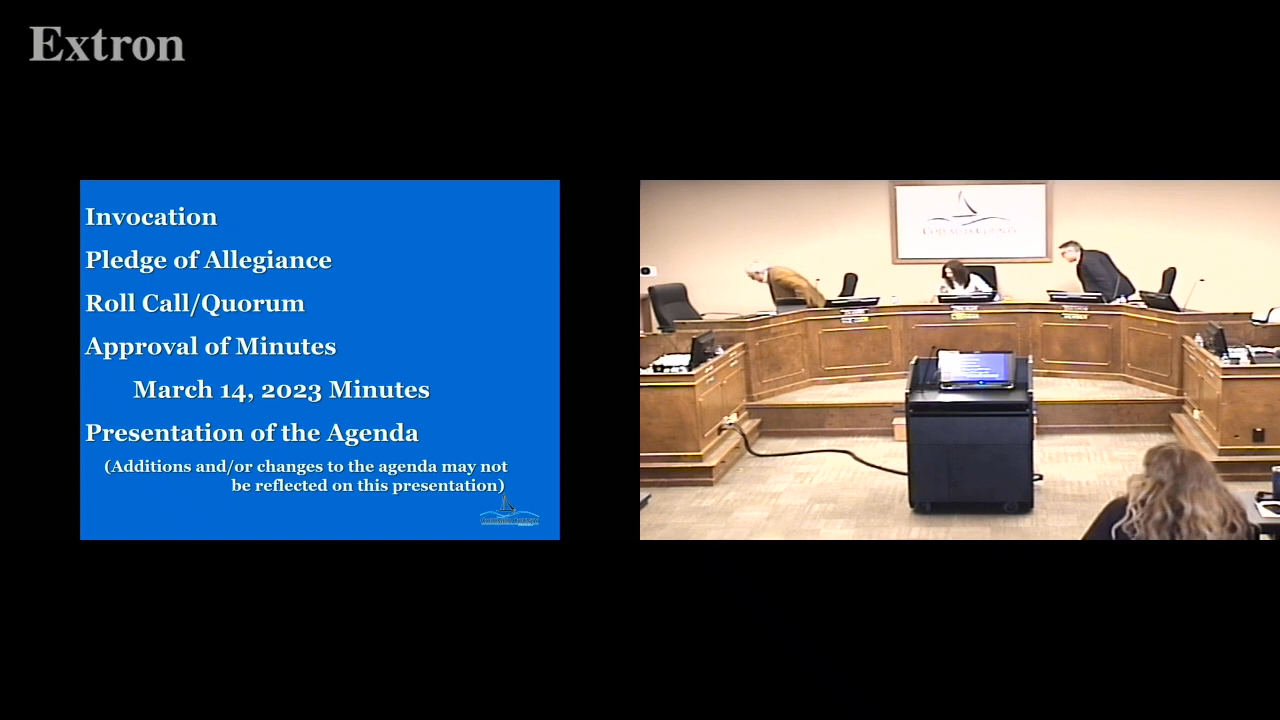 Extron
Invocation
Pledge of Allegiance
Roll Call/Quorum
Approval of Minutes
March 14, 2023 Minutes
Presentation of the Agenda
(Additions and/or changes to the agenda may not
be reflected on this presentation)